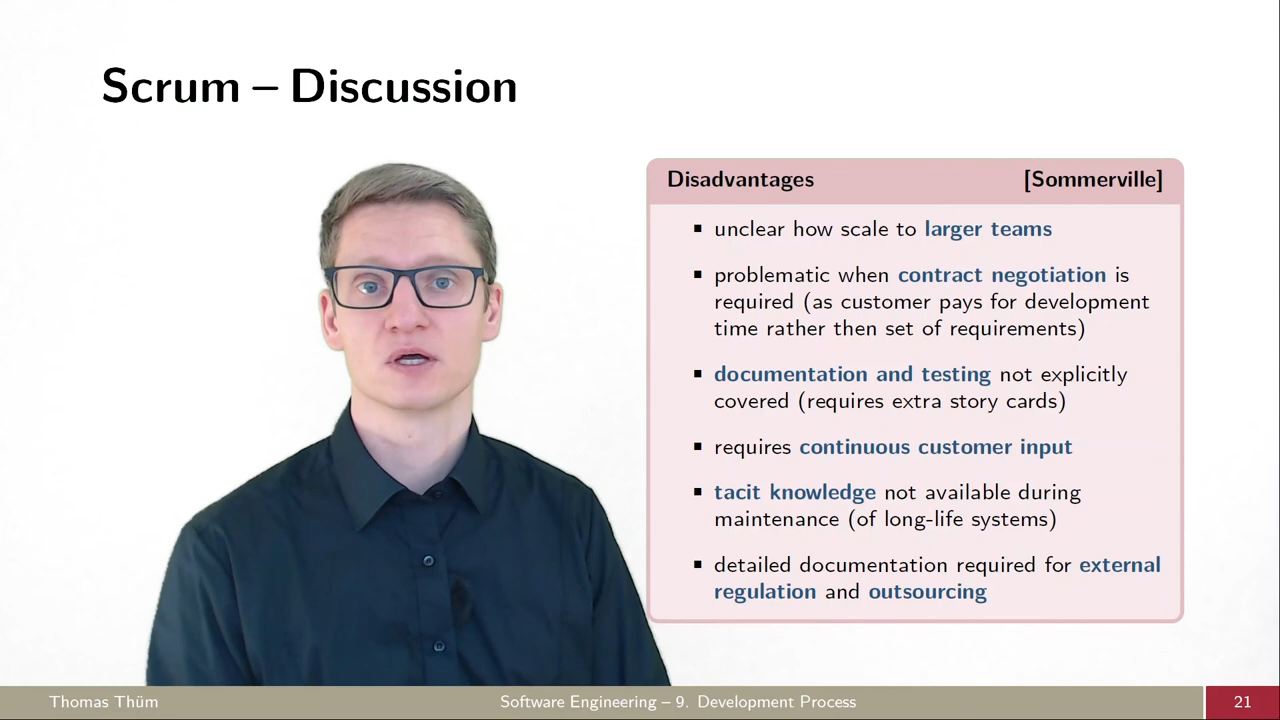 Scrum – Discussion
Disadvantages [Sommerville]
▪ unclear how scale to larger teams
▪ problematic when contract negotiation is
required (as customer pays for development
time rather then set of requirements)
▪ documentation and testing not explicitly
covered (requires extra story cards)
▪ requires continuous customer input
▪ tacit knowledge not available during
maintenance (of long-life systems)
▪ detailed documentation required for external
regulation and outsourcing
Thomas Thüm Software Engineering – 9. Development Process 21